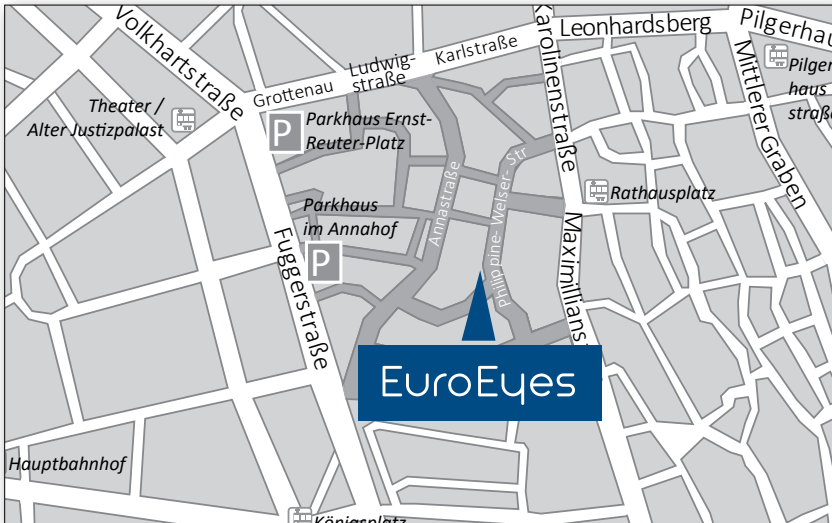 Volkhartstraße
Grottenau
Ludwig-
straße
Karlstraße
Karolinenstraße
Leonhardsberg
Pilgerhau
Pilger
haus
straße
Mittlerer Graben
Theater /
Alter Justizpalast
P
Parkhaus Ernst-
Reuter-Platz
Annastraße
Philippine- Welser- Str
Rathausplatz
Parkhaus
im Annahof
P
Fuggerstraße
Maximilians
EuroEyes
Hauptbahnhof
Königsplatz